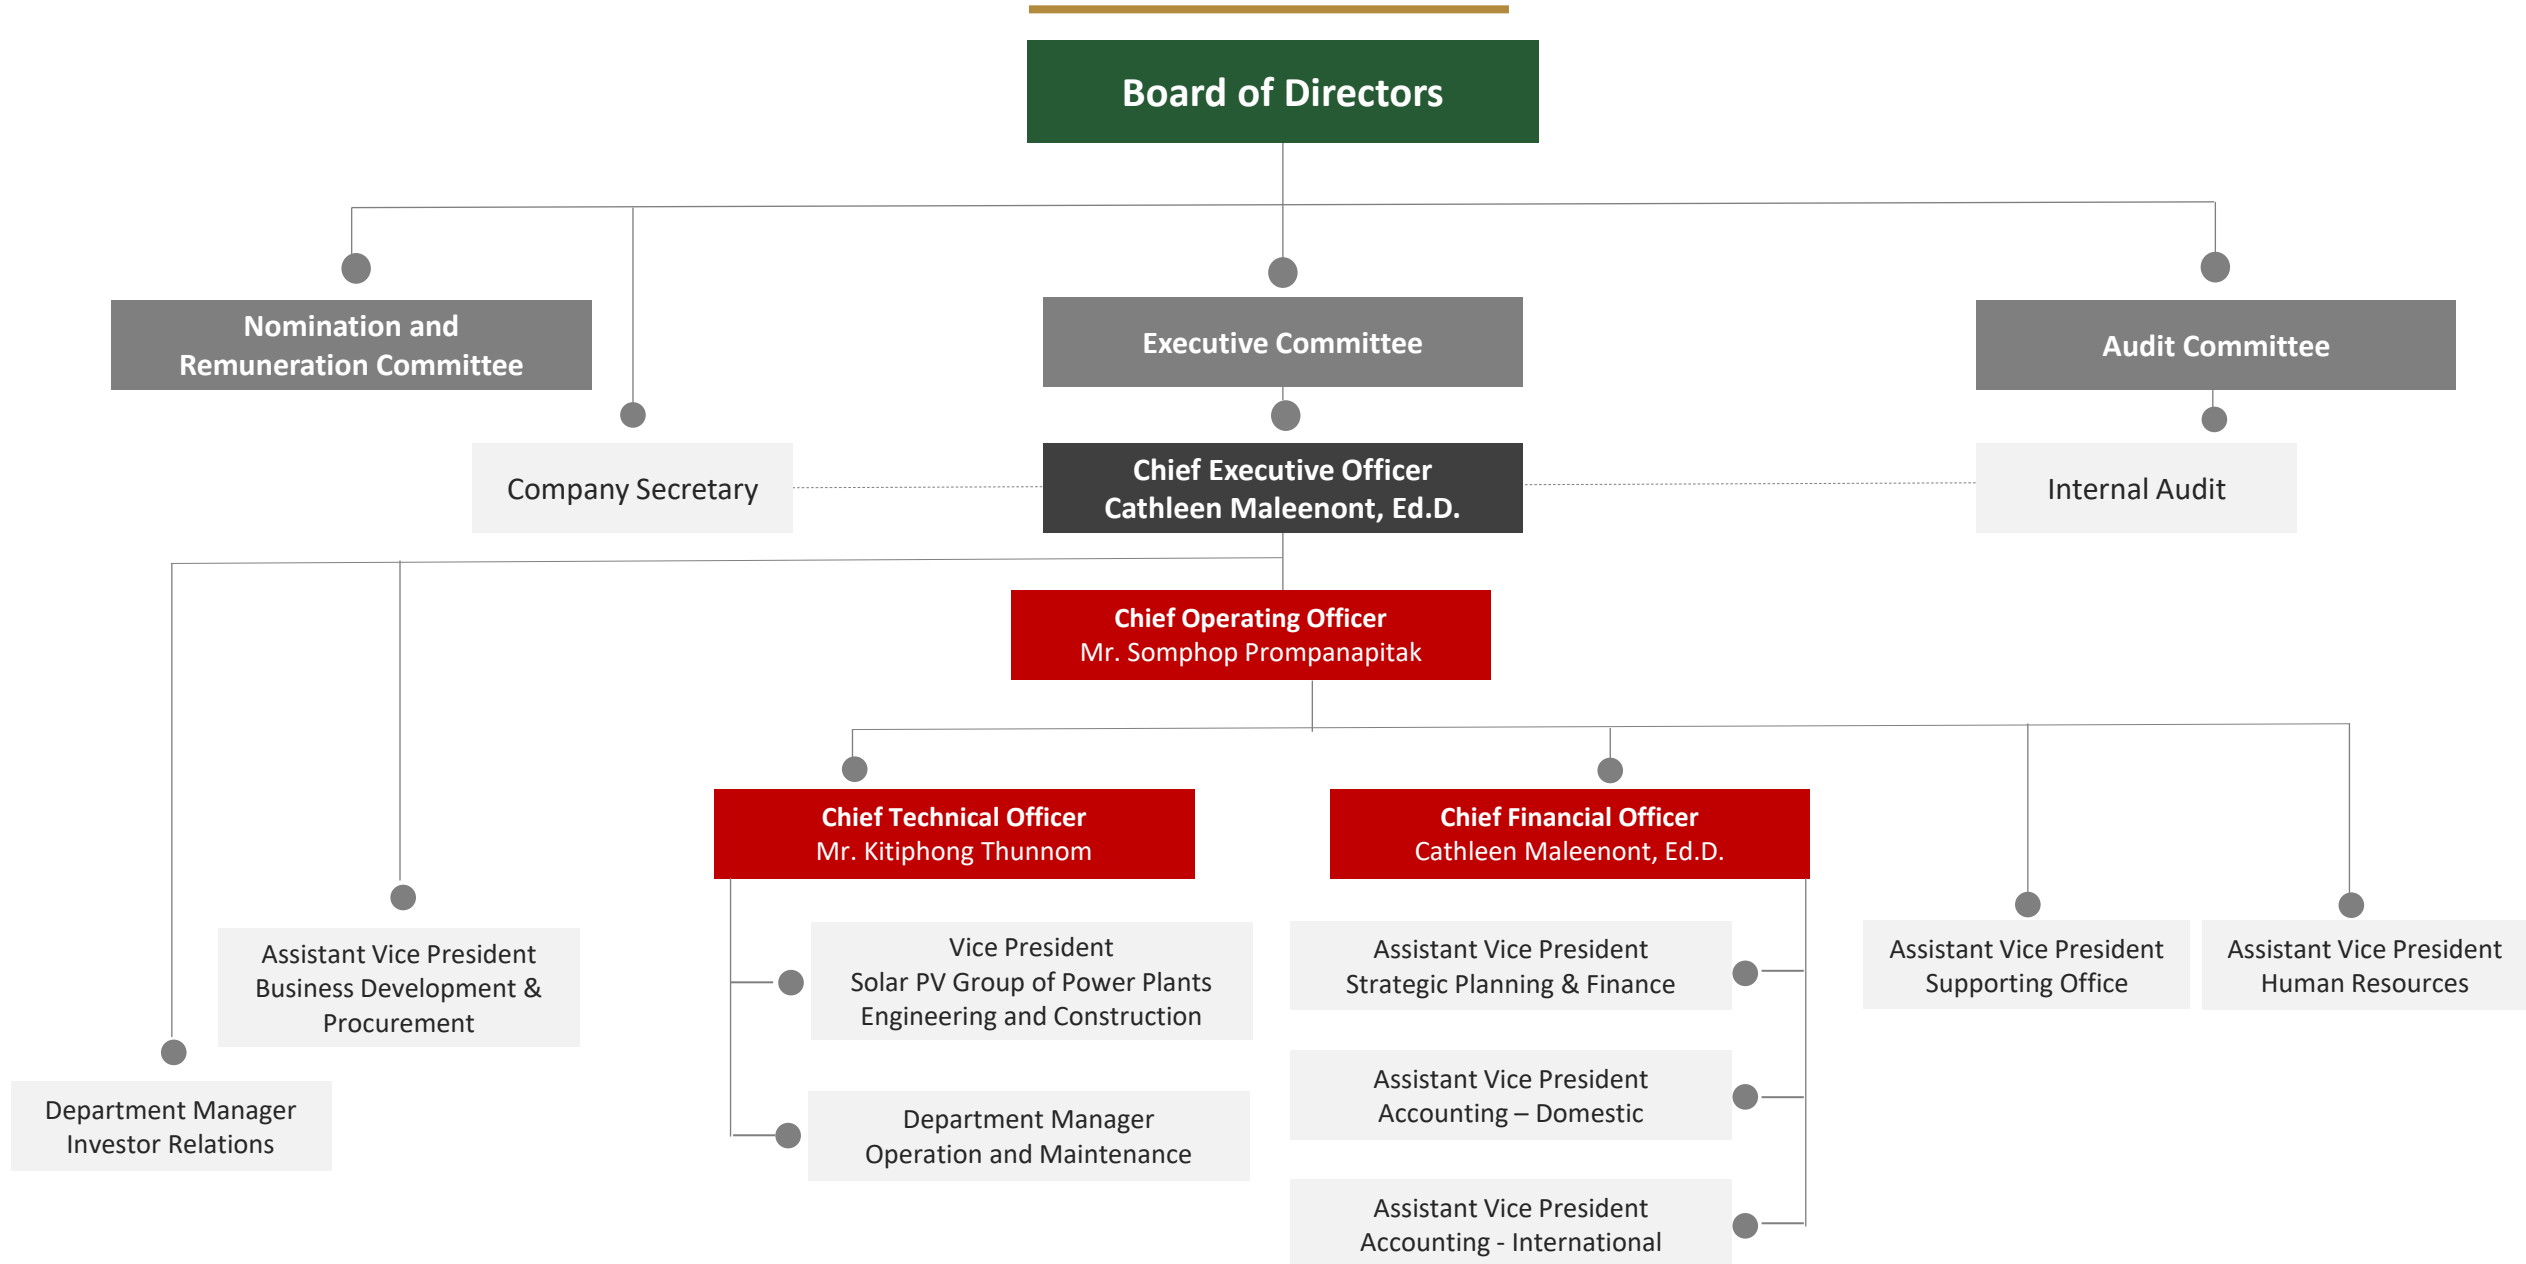 Board of Directors
Nomination and
Remuneration Committee
Executive Committee
Audit Committee
Company Secretary
Chief Executive Officer
Cathleen Maleenont, Ed.D.
Internal Audit
Chief Operating Officer
Mr. Somphop Prompanapitak
Chief Technical Officer
Mr. Kitiphong Thunnom
Chief Financial Officer
Cathleen Maleenont, Ed.D.
Assistant Vice President
Business Development &
Procurement
Vice President
Solar PV Group of Power Plants
Engineering and Construction
Assistant Vice President
Strategic Planning & Finance
Assistant Vice President
Supporting Office
Assistant Vice President
Human Resources
Department Manager
Investor Relations
Department Manager
Operation and Maintenance
Assistant Vice President
Accounting – Domestic
Assistant Vice President
Accounting - International